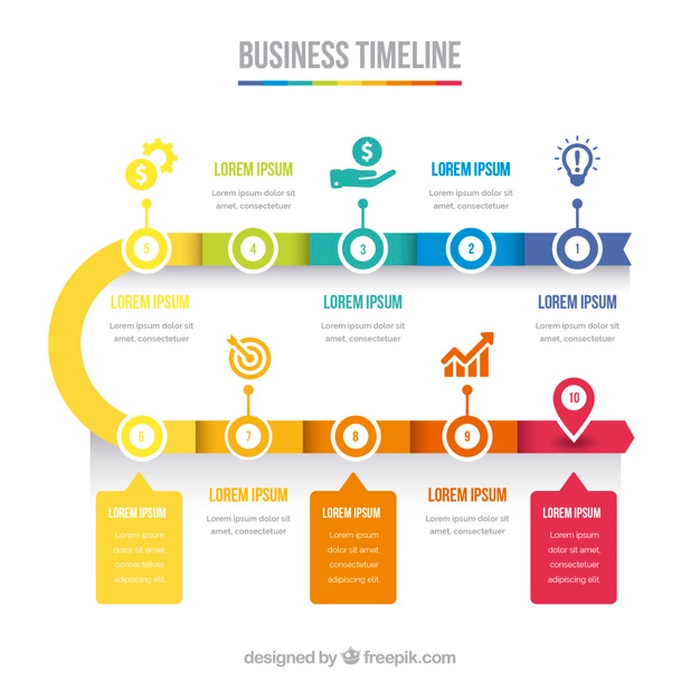 BUSINESS TIMELINE
$
$
LOREM IPSUM
Lorem ipsum dolor sit
amet, consectetuer
LOREM IPSUM
Lorem ipsum dolor sit
amet, consectetuer
5
4
3
2
1
LOREM IPSUM
Lorem ipsum dolor sit
amet, consectetuer
LOREM IPSUM
Lorem ipsum dolor sit
amet, consectetuer
LOREM IPSUM
Lorem ipsum dolor sit
amet, consectetuer
6
7
8
9
10
LOREM IPSUM
Lorem ipsum
dolor sit amet,
consectetuer
adipiscing elit.
LOREM IPSUM
Lorem ipsum dolor sit
amet, consectetuer
LOREM IPSUM
Lorem ipsum
dolor sit amet,
consectetuer
adipiscing elit.
LOREM IPSUM
Lorem ipsum dolor sit
amet, consectetuer
LOREM IPSUM
Lorem ipsum
dolor sit amet,
consectetuer
adipiscing elit.
designed by freepik.com